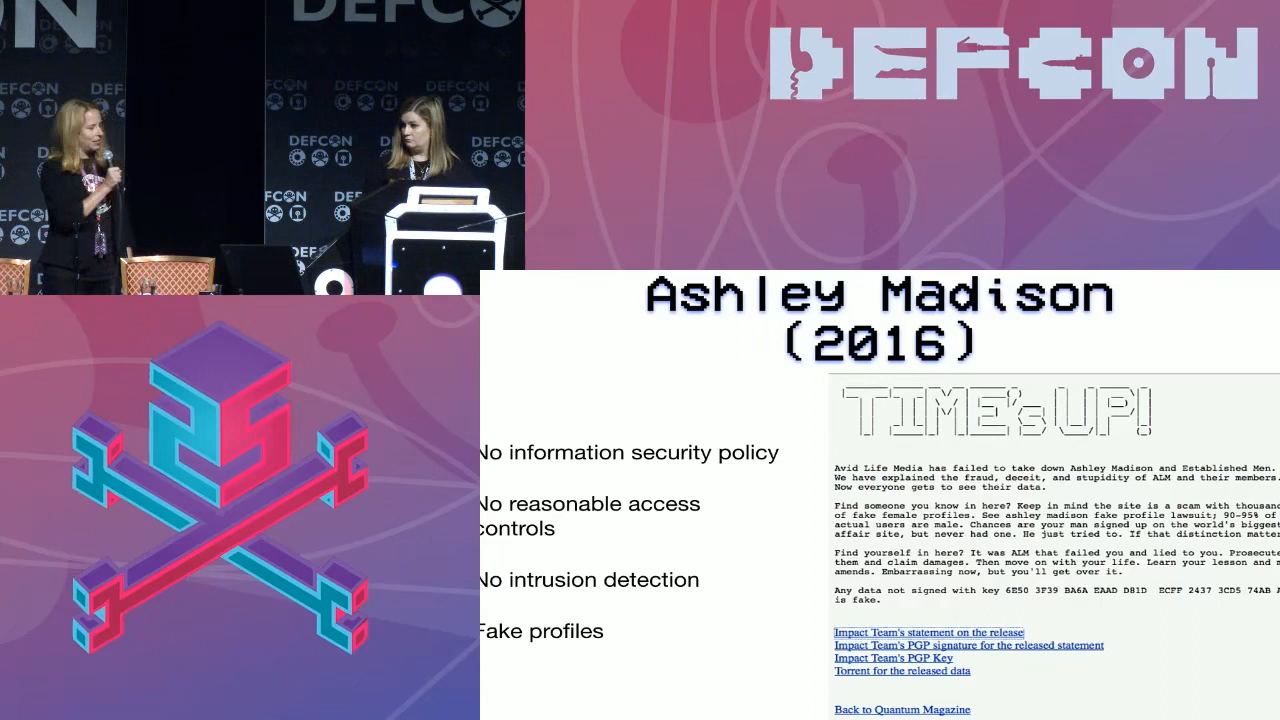 N
DEFCON
DEFCON
DEFCON
DEFCON
FCON
DEF
DEFCON
25
Ashley Madison
(2016)
No information security policy
No reasonable access
controls
No intrusion detection
Fake profiles
TIME's UP!
Avid Life Media has failed to take down Ashley Madison and Established Men.
We have explained the fraud, deceit, and stupidity of ALM and their members.
Now everyone gets to see their data.
Find someone you know in here? Keep in mind the site is a scam with thousand
of fake female profiles. See ashley madison fake profile lawsuit; 90-95% of
actual users are male. Chances are your man signed up on the world's biggest
affair site, but never had one. He just tried to. If that distinction matter
Find yourself in here? It was ALM that failed you and lied to you. Prosecute
them and claim damages. Then move on with your life. Learn your lesson and m
amends. Embarrassing now, but you'll get over it.
Any data not signed with key 6E50 3F39 BA6A EAAD D81D ECFF 2437 3CD5 74AB A
is fake.
Impact Team's statement on the release
Impact Team's PGP signature for the released statement
Impact Team's PGP Key
Torrent for the released data
Back to Quantum Magazine